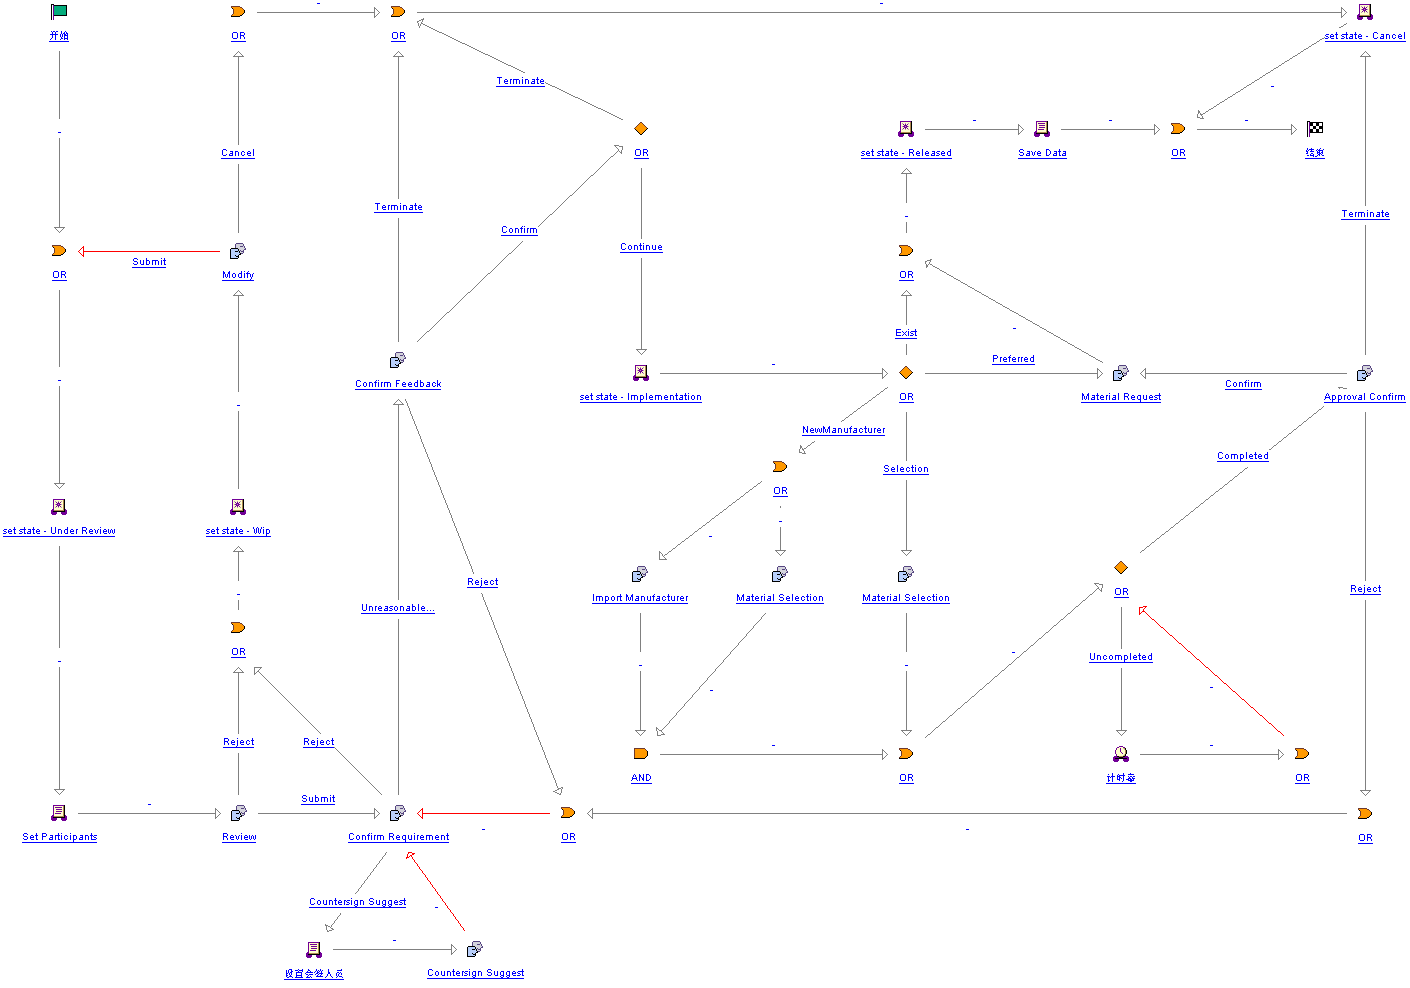 -
-
开始
OR
OR
set state - Cancel
Terminate
-
-
-
-
-
OR
set state - Released
Save Data
OR
结束
Cancel
Terminate
Terminate
-
Confirm
Continue
Submit
OR
Modify
OR
-
Exist
Preferred
-
Confirm Feedback
Confirm
-
set state - Implementation
OR
Material Request
Approval Confirm
-
NewManufacturer
Completed
Selection
OR
-
-
set state - Under Review
set state - Wip
Reject
Reject
-
Import Manufacturer
Material Selection
Material Selection
OR
Unreasonable...
OR
-
-
-
-
Uncompleted
-
-
Reject
Reject
-
-
AND
OR
计时器
OR
-
Submit
-
-
Set Participants
Review
Confirm Requirement
OR
OR
Countersign Suggest
-
-
设置会签人员
Countersign Suggest